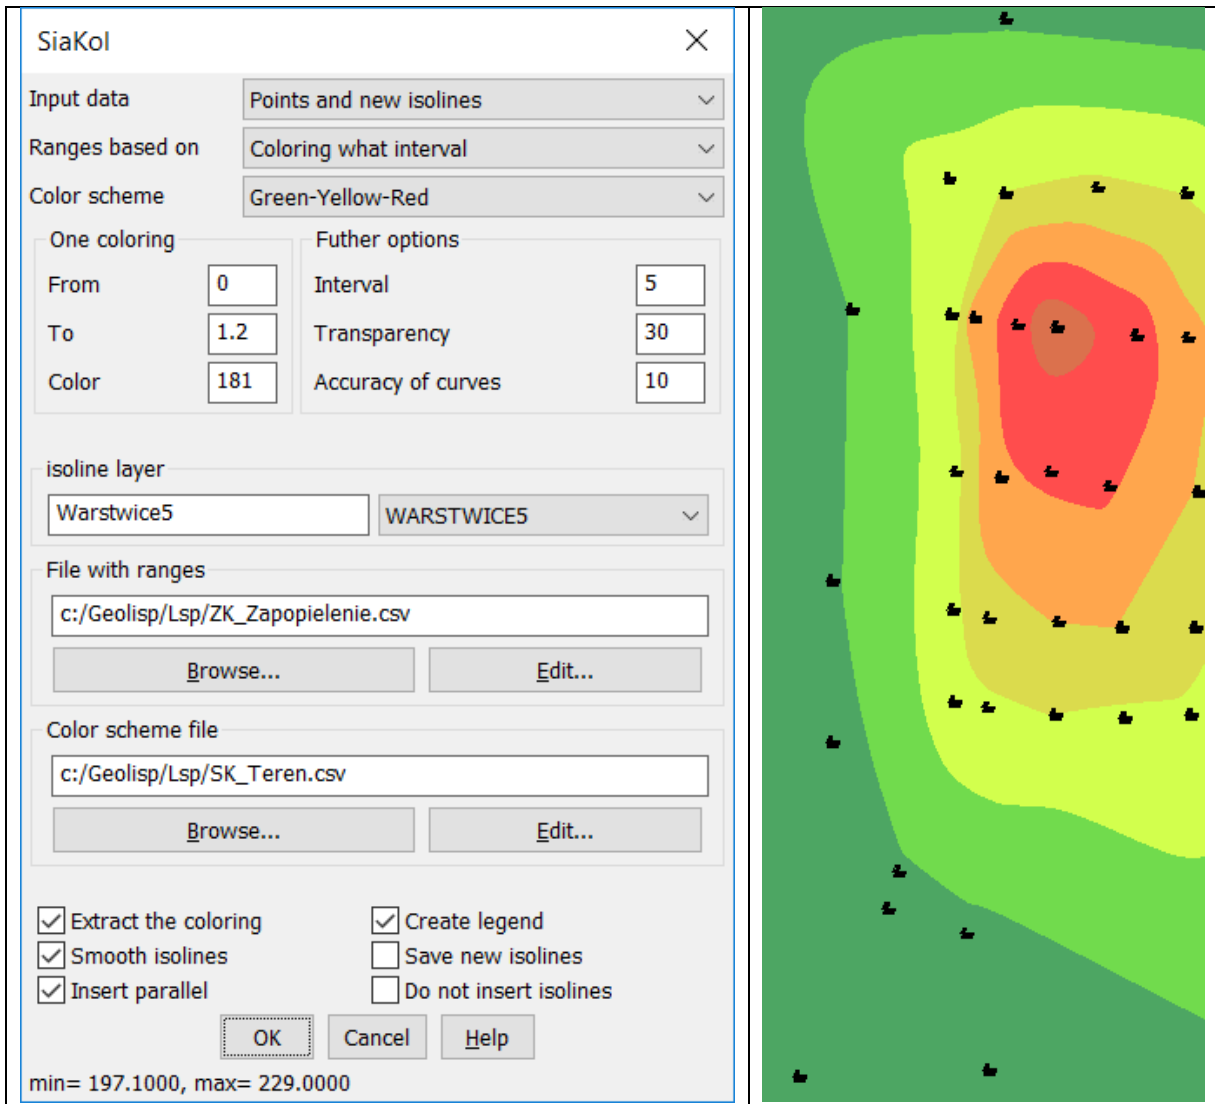 SiaKol
Input data Points and new isolines
Ranges based on Coloring what interval
Color scheme Green-Yellow-Red
One coloring Futher options
From 0 Interval 5
To 1.2 Transparency 30
Color 181 Accuracy of curves 10
isoline layer
Warstwice5 WARSTWICE5
File with ranges
c:/Geolisp/Lsp/ZK_Zapopielenie.csv
Browse... Edit...
Color scheme file
c:/Geolisp/Lsp/SK_Teren.csv
Browse... Edit...
Extract the coloring Create legend
Smooth isolines Save new isolines
Insert parallel Do not insert isolines
OK Cancel Help
min= 197.1000, max= 229.0000